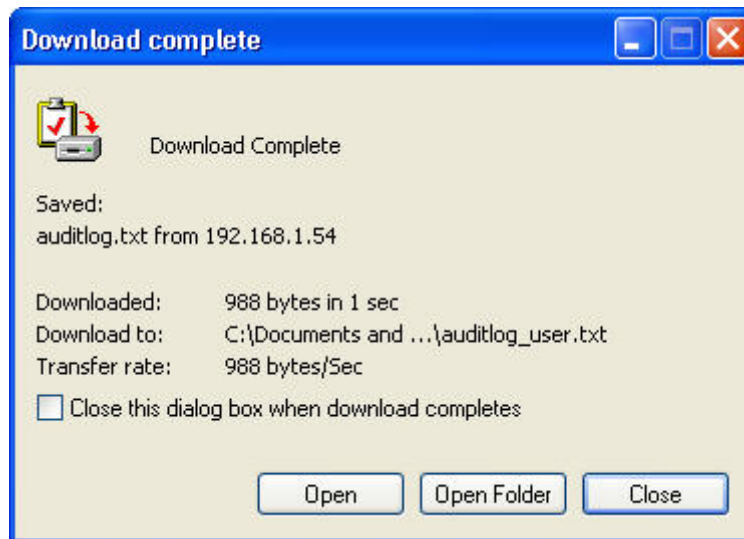 Download complete
Download Complete
Saved:
auditlog.txt from 192.168.1.54
Downloaded: 988 bytes in 1 sec
Download to: C:\Documents and ...\auditlog_user.txt
Transfer rate: 988 bytes/Sec
Close this dialog box when download completes
Open Open Folder Close